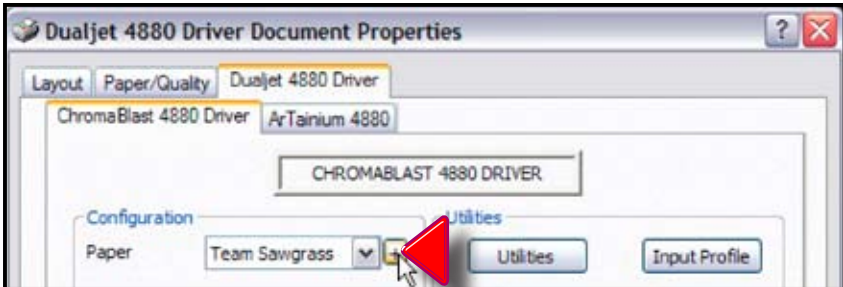 Dualjet 4880 Driver Document Properties
Layout Paper/Quality Dualjet 4880 Driver
ChromaBlast 4880 Driver ArTainium 4880
CHROMABLAST 4880 DRIVER
Configuration Utilities
Paper Team Sawgrass + Utilities Input Profile